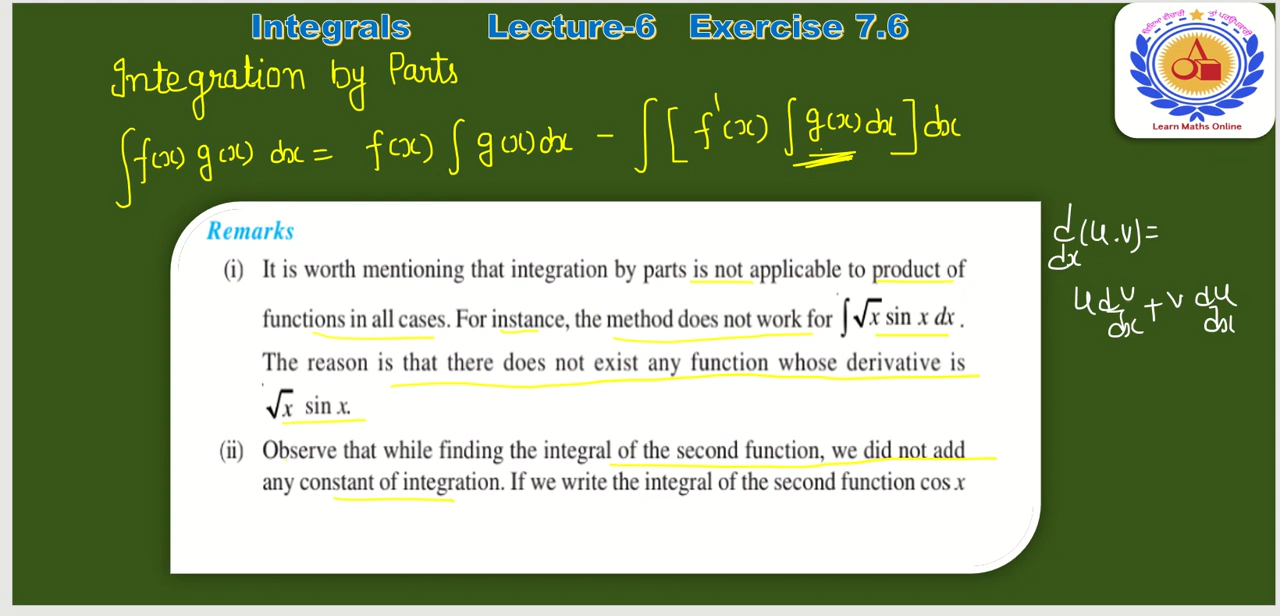 Integrals Lecture-6 Exercise 7.6
Integration by Parts
∫f(x) g(x) dx = f(x) ∫ g(x) dx − ∫ [ f'(x) ∫ g(x) dx ] dx
Learn Maths Online
d/dx (u.v) =
u dv/dx + v du/dx
Remarks
(i) It is worth mentioning that integration by parts is not applicable to product of
functions in all cases. For instance, the method does not work for ∫ √x sin x dx .
The reason is that there does not exist any function whose derivative is
√x sin x.
(ii) Observe that while finding the integral of the second function, we did not add
any constant of integration. If we write the integral of the second function cos x